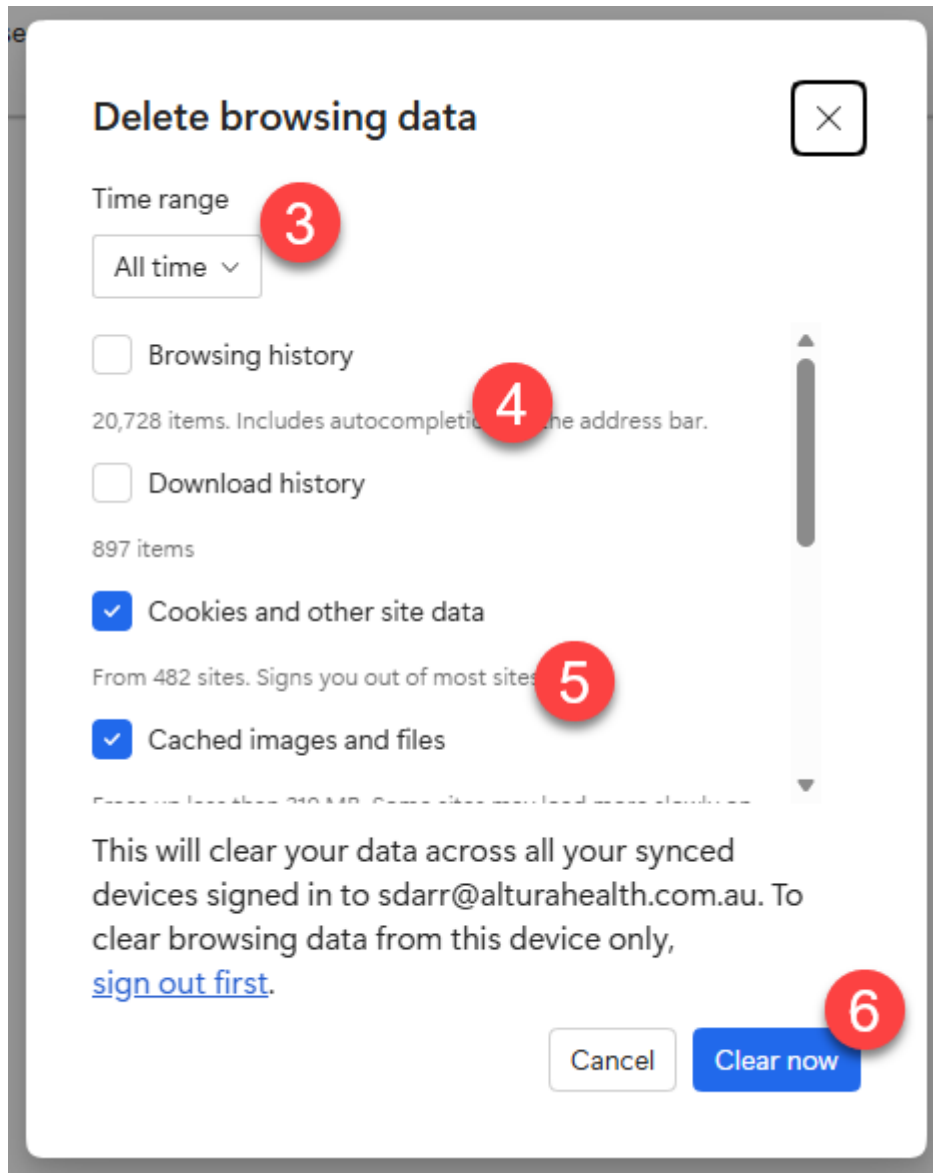 se
Delete browsing data
Time range
3
All time
Browsing history
4
20,728 items. Includes autocompletio he address bar.
Download history
897 items
Cookies and other site data
From 482 sites. Signs you out of most sites
5
Cached images and files
This will clear your data across all your synced
devices signed in to sdarr@alturahealth.com.au. To
clear browsing data from this device only,
sign out first.
6
Cancel
Clear now